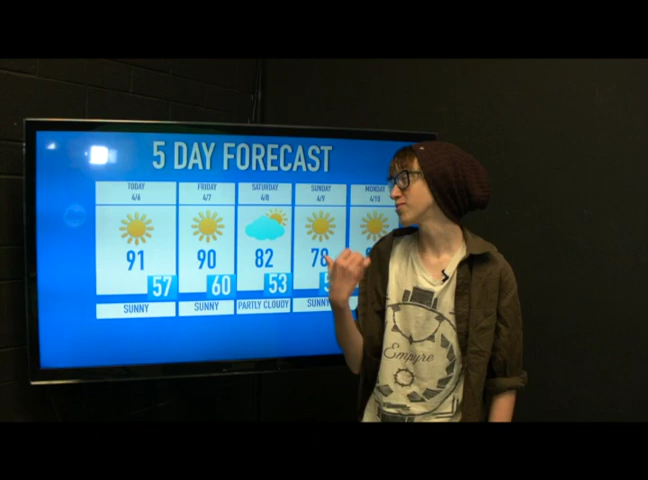 5 DAY FORECAST
TODAY FRIDAY SATURDAY SUNDAY MONDAY
4/6 4/7 4/8 4/9 4/10
91 90 82 78
57 60 53
SUNNY SUNNY PARTLY CLOUDY SUNNY
Empyre